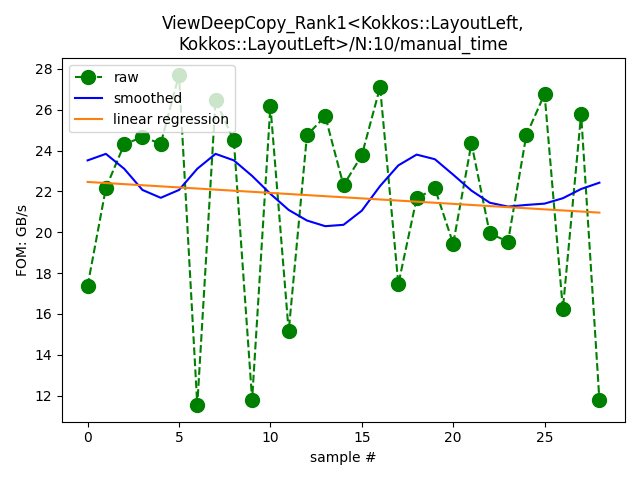 ViewDeepCopy_Rank1<Kokkos::LayoutLeft,
Kokkos::LayoutLeft>/N:10/manual_time
raw
smoothed
linear regression
FOM: GB/s
28
26
24
22
20
18
16
14
12
0
5
10
15
20
25
sample #